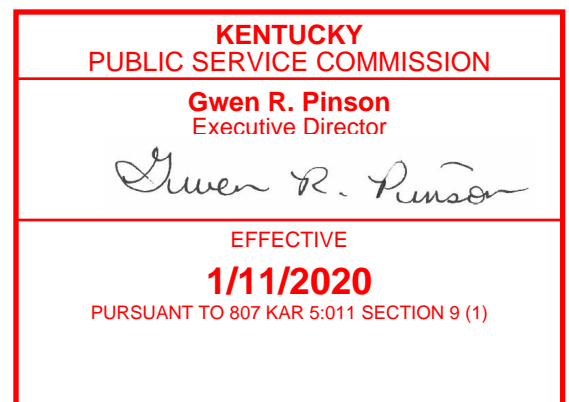 KENTUCKY
PUBLIC SERVICE COMMISSION
Gwen R. Pinson
Executive Director
Gwen R. Pinson
EFFECTIVE
1/11/2020
PURSUANT TO 807 KAR 5:011 SECTION 9 (1)